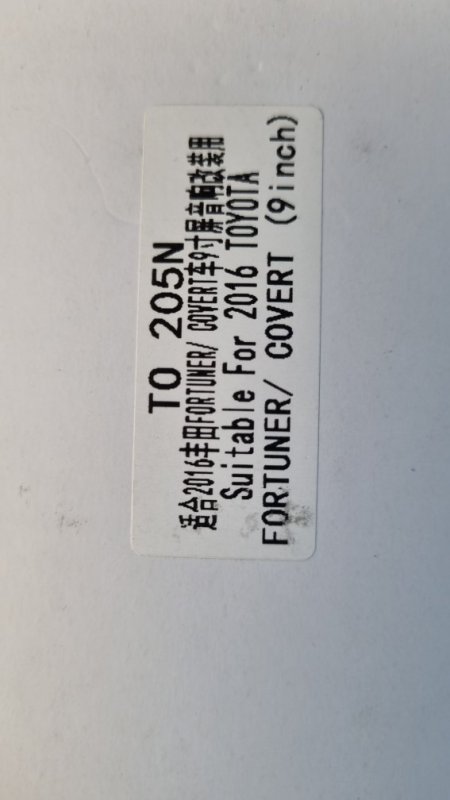 TO 205N
适合2016丰田FORTUNER/ COVERT车9寸屏音响改装用
Suitable For 2016 TOYOTA
FORTUNER/ COVERT (9inch)